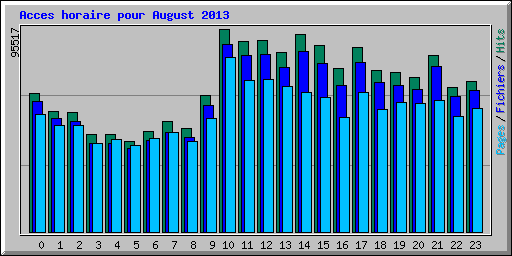 Acces horaire pour August 2013
95517
Pages / Fichiers / Hits
0 1 2 3 4 5 6 7 8 9 10 11 12 13 14 15 16 17 18 19 20 21 22 23